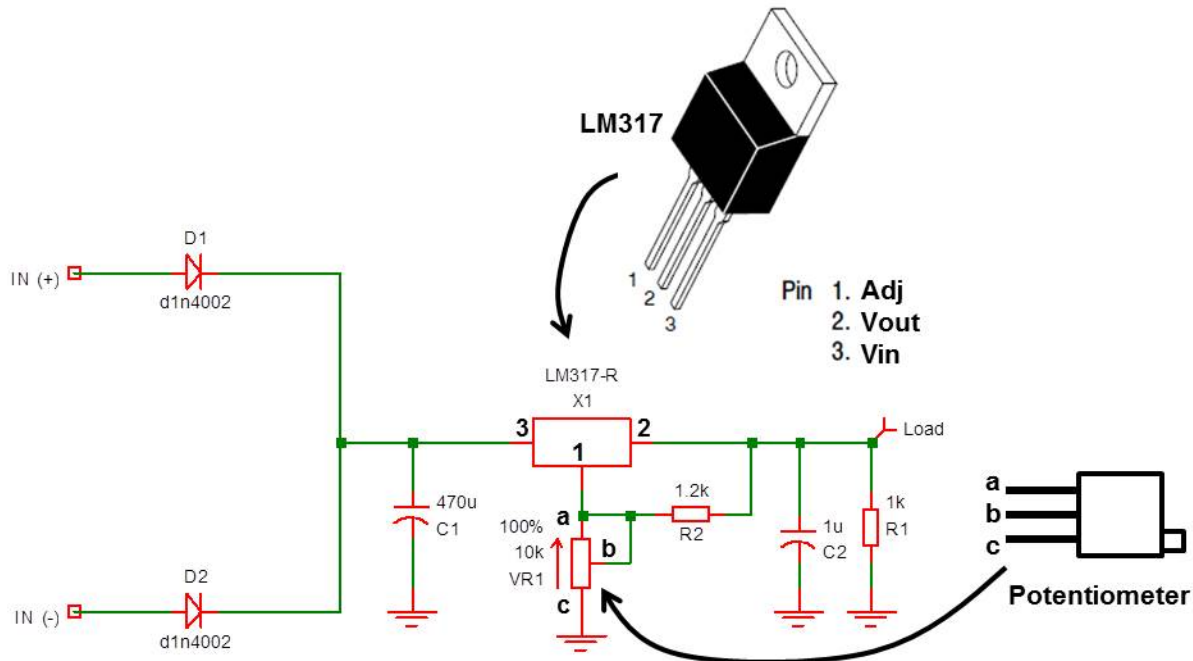 LM317
1
2
3
Pin 1. Adj
2. Vout
3. Vin
D1
IN (+)
d1n4002
LM317-R
X1
3
2
1
Load
470u
C1
a
100%
10k
VR1
b
c
1.2k
R2
1u
C2
1k
R1
a
b
c
Potentiometer
D2
IN (-)
d1n4002